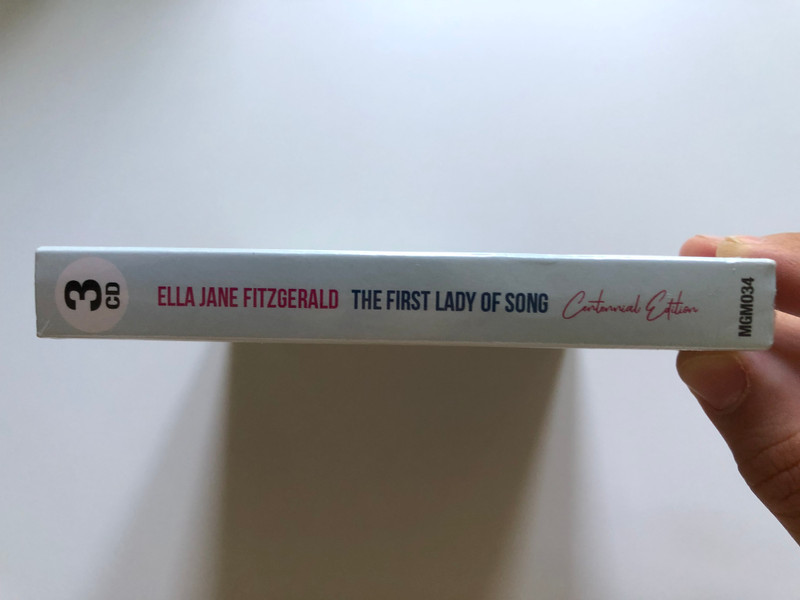 3
CD
ELLA JANE FITZGERALD THE FIRST LADY OF SONG Centennial Edition
MGM034